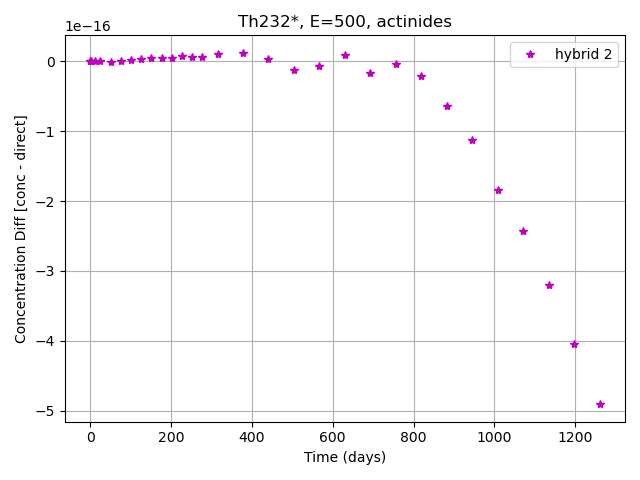 Th232*, E=500, actinides
1e−16
hybrid 2
0
−1
−2
−3
−4
−5
Concentration Diff [conc - direct]
0 200 400 600 800 1000 1200
Time (days)